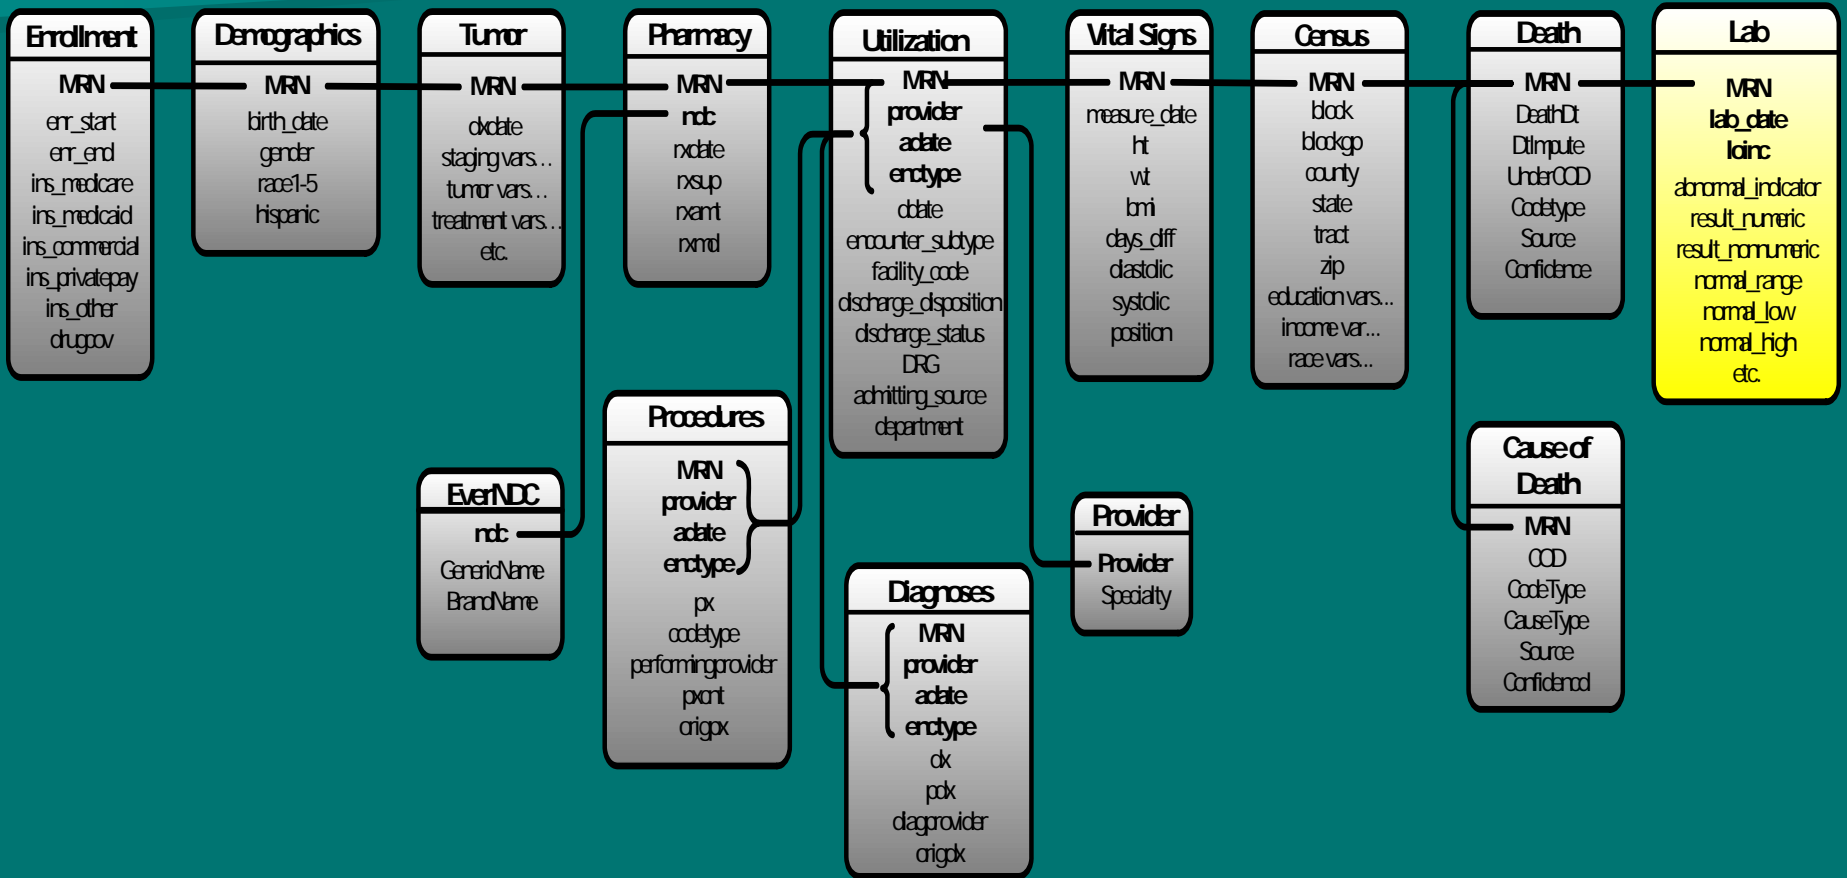 Enrollment
MRN
enr_start
enr_end
ins_medicare
ins_medicaid
ins_commercial
ins_privatepay
ins_other
drugcov
Demographics
MRN
birth_date
gender
race1-5
hispanic
Tumor
MRN
dxdate
staging vars...
tumor vars...
treatment vars...
etc.
Pharmacy
MRN
ndc
rxdate
rxsup
rxamt
rxmd
Utilization
MRN
provider
adate
enctype
ddate
encounter_subtype
facility_code
discharge_disposition
discharge_status
DRG
admitting_source
department
Vital Signs
MRN
measure_date
ht
wt
bmi
days_diff
diastolic
systolic
position
Census
MRN
block
blockgp
county
state
tract
zip
education vars...
income var...
race vars...
Death
MRN
DeathDt
DtImpute
UnderCOD
Codetype
Source
Confidence
Lab
MRN
lab_date
loinc
abnormal_indicator
result_numeric
result_nonnumeric
normal_range
normal_low
normal_high
etc.
EverNDC
ndc
GenericName
BrandName
Procedures
MRN
provider
adate
enctype
px
codetype
performingprovider
pxcnt
origpx
Diagnoses
MRN
provider
adate
enctype
dx
pdx
diagprovider
origdx
Provider
Provider
Specialty
Cause of
Death
MRN
COD
CodeType
CauseType
Source
Confidencd